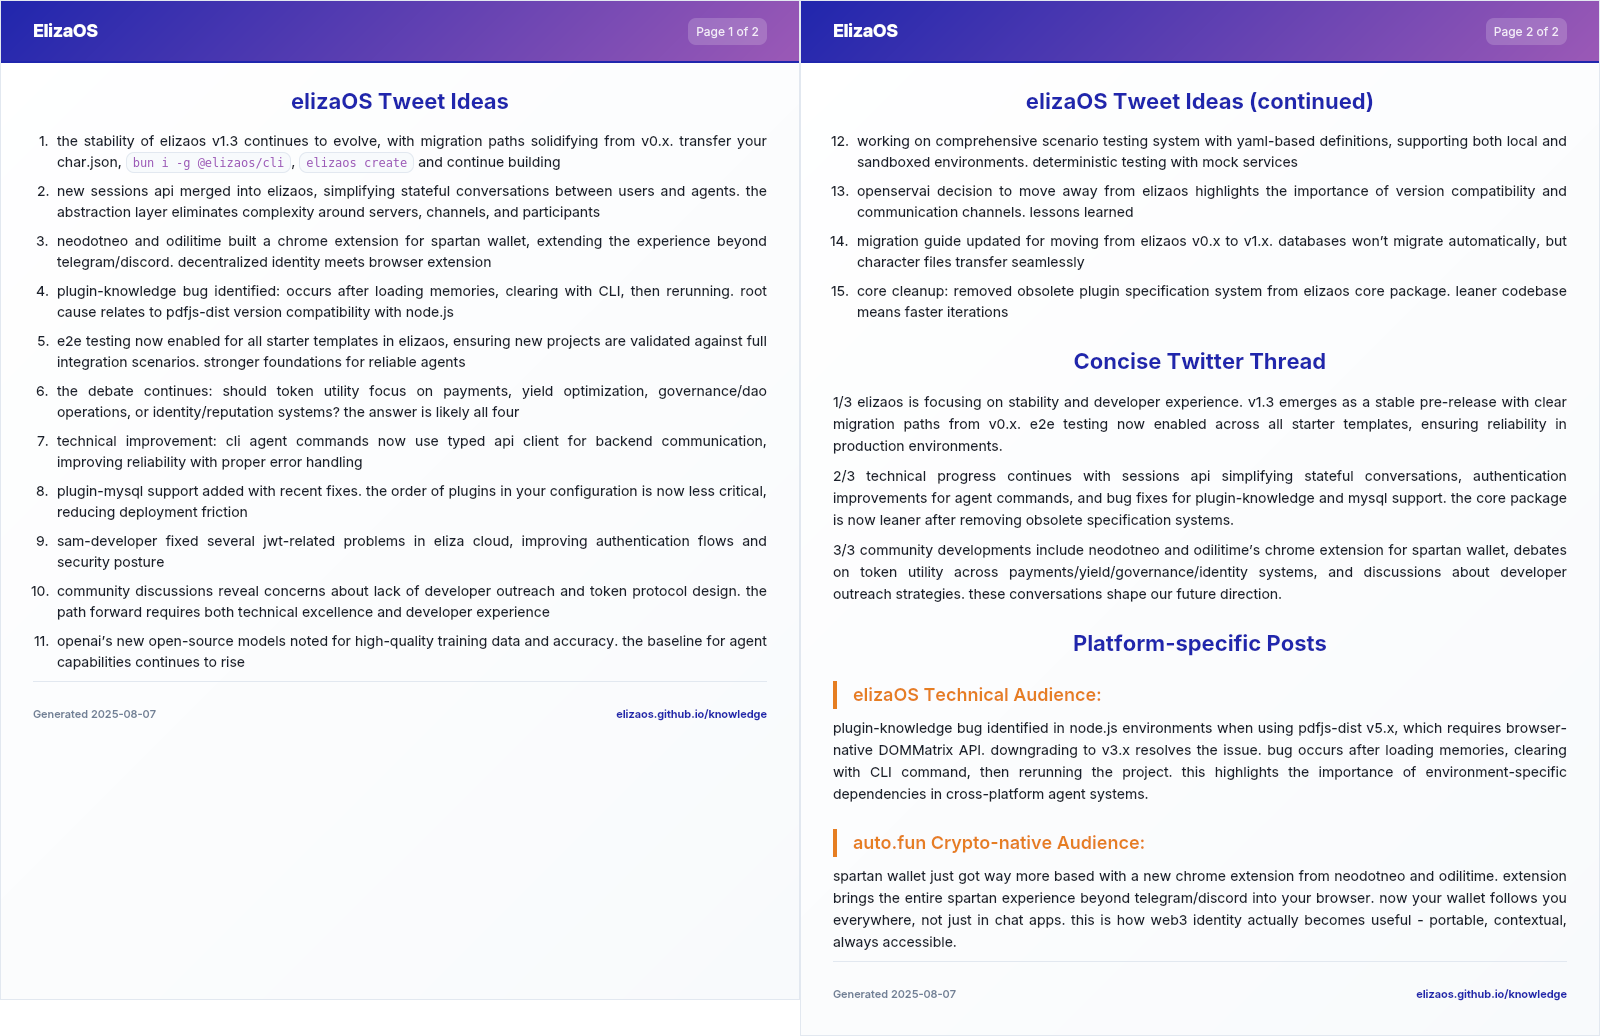 ElizaOS
Page 1 of 2
elizaOS Tweet Ideas
1. the stability of elizaos v1.3 continues to evolve, with migration paths solidifying from v0.x. transfer your
char.json, bun i -g @elizaos/cli, elizaos create and continue building
2. new sessions api merged into elizaos, simplifying stateful conversations between users and agents. the
abstraction layer eliminates complexity around servers, channels, and participants
3. neodotneo and odilitime built a chrome extension for spartan wallet, extending the experience beyond
telegram/discord. decentralized identity meets browser extension
4. plugin-knowledge bug identified: occurs after loading memories, clearing with CLI, then rerunning. root
cause relates to pdfjs-dist version compatibility with node.js
5. e2e testing now enabled for all starter templates in elizaos, ensuring new projects are validated against full
integration scenarios. stronger foundations for reliable agents
6. the debate continues: should token utility focus on payments, yield optimization, governance/dao
operations, or identity/reputation systems? the answer is likely all four
7. technical improvement: cli agent commands now use typed api client for backend communication,
improving reliability with proper error handling
8. plugin-mysql support added with recent fixes. the order of plugins in your configuration is now less critical,
reducing deployment friction
9. sam-developer fixed several jwt-related problems in eliza cloud, improving authentication flows and
security posture
10. community discussions reveal concerns about lack of developer outreach and token protocol design. the
path forward requires both technical excellence and developer experience
11. openai's new open-source models noted for high-quality training data and accuracy. the baseline for agent
capabilities continues to rise
Generated 2025-08-07
elizaos.github.io/knowledge
ElizaOS
Page 2 of 2
elizaOS Tweet Ideas (continued)
12. working on comprehensive scenario testing system with yaml-based definitions, supporting both local and
sandboxed environments. deterministic testing with mock services
13. openservai decision to move away from elizaos highlights the importance of version compatibility and
communication channels. lessons learned
14. migration guide updated for moving from elizaos v0.x to v1.x. databases won't migrate automatically, but
character files transfer seamlessly
15. core cleanup: removed obsolete plugin specification system from elizaos core package. leaner codebase
means faster iterations
Concise Twitter Thread
1/3 elizaos is focusing on stability and developer experience. v1.3 emerges as a stable pre-release with clear
migration paths from v0.x. e2e testing now enabled across all starter templates, ensuring reliability in
production environments.
2/3 technical progress continues with sessions api simplifying stateful conversations, authentication
improvements for agent commands, and bug fixes for plugin-knowledge and mysql support. the core package
is now leaner after removing obsolete specification systems.
3/3 community developments include neodotneo and odilitime's chrome extension for spartan wallet, debates
on token utility across payments/yield/governance/identity systems, and discussions about developer
outreach strategies. these conversations shape our future direction.
Platform-specific Posts
elizaOS Technical Audience:
plugin-knowledge bug identified in node.js environments when using pdfjs-dist v5.x, which requires browser-
native DOMMatrix API. downgrading to v3.x resolves the issue. bug occurs after loading memories, clearing
with CLI command, then rerunning the project. this highlights the importance of environment-specific
dependencies in cross-platform agent systems.
auto.fun Crypto-native Audience:
spartan wallet just got way more based with a new chrome extension from neodotneo and odilitime. extension
brings the entire spartan experience beyond telegram/discord into your browser. now your wallet follows you
everywhere, not just in chat apps. this is how web3 identity actually becomes useful - portable, contextual,
always accessible.
Generated 2025-08-07
elizaos.github.io/knowledge